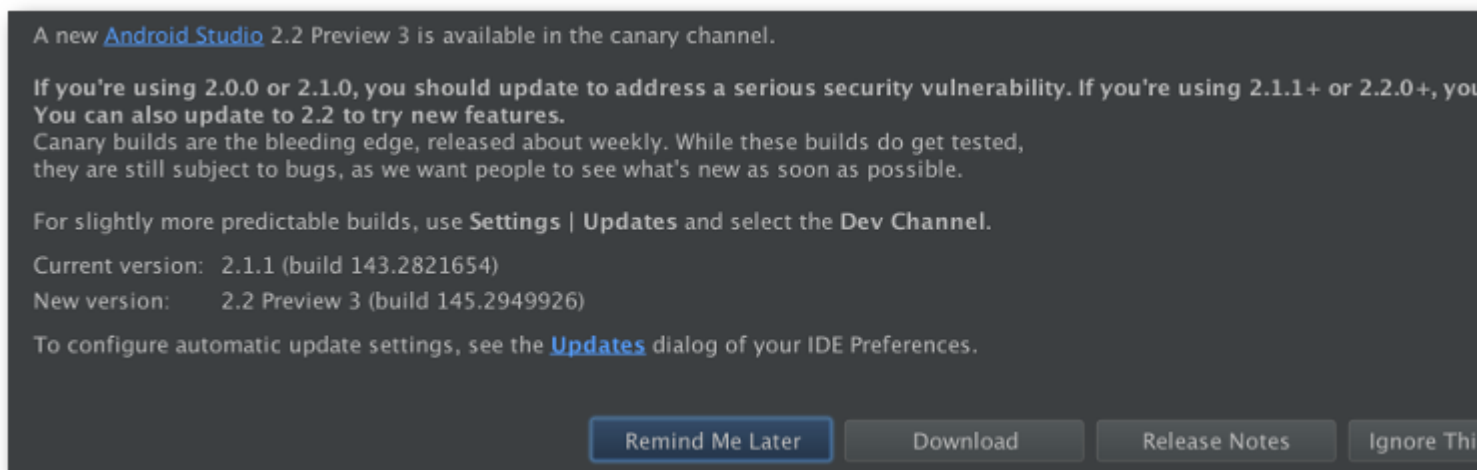 A new Android Studio 2.2 Preview 3 is available in the canary channel.
If you're using 2.0.0 or 2.1.0, you should update to address a serious security vulnerability. If you're using 2.1.1+ or 2.2.0+, you
You can also update to 2.2 to try new features.
Canary builds are the bleeding edge, released about weekly. While these builds do get tested,
they are still subject to bugs, as we want people to see what's new as soon as possible.
For slightly more predictable builds, use Settings | Updates and select the Dev Channel.
Current version: 2.1.1 (build 143.2821654)
New version: 2.2 Preview 3 (build 145.2949926)
To configure automatic update settings, see the Updates dialog of your IDE Preferences.
Remind Me Later Download Release Notes Ignore Thi